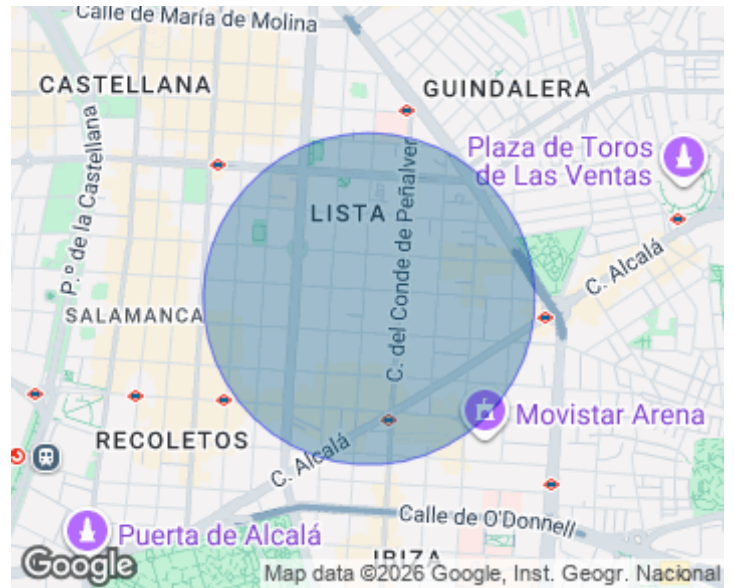 Calle de María de Molina
CASTELLANA
GUINDALERA
P.º de la Castellana
Plaza de Toros
de Las Ventas
C. del Conde de Peñalver
LISTA
C. Alcalá
SALAMANCA
Movistar Arena
RECOLETOS
C. Alcalá
Calle de O'Donnell
Puerta de Alcalá
IBIZA
Google
Map data ©2026 Google, Inst. Geogr. Nacional